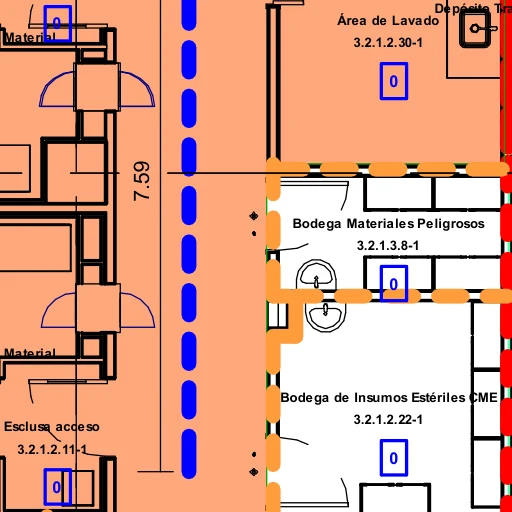 Depósito Tra
Área de Lavado
3.2.1.2.30-1
0
0
Material
7.59
Bodega Materiales Peligrosos
3.2.1.3.8-1
0
Material
Bodega de Insumos Estériles CME
3.2.1.2.22-1
0
Esclusa acceso
3.2.1.2.11-1
0